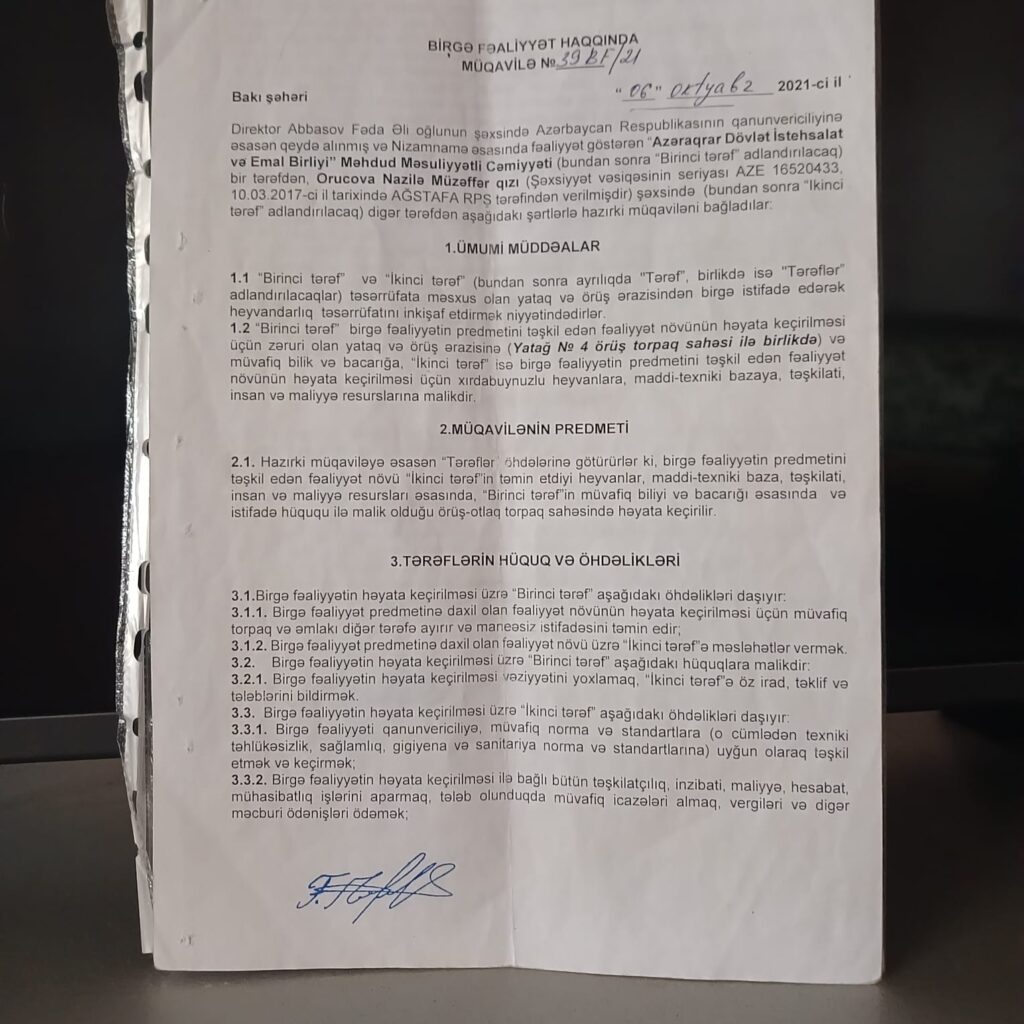 BİRGƏ FƏALİYYƏT HAQQINDA
MÜQAVİLƏ № 39BF/21
Bakı şəhəri
"06" oktyabr 2021-ci il
Direktor Abbasov Fəda Əli oğlunun şəxsində Azərbaycan Respublikasının qanunvericiliyinə
əsasən qeydə alınmış və Nizamnamə əsasında fəaliyyət göstərən “Azəraqrar Dövlət İstehsalat
və Emal Birliyi” Məhdud Məsuliyyətli Cəmiyyəti (bundan sonra “Birinci tərəf” adlandırılacaq)
bir tərəfdən, Orucova Nazilə Müzəffər qızı (Şəxsiyyət vəsiqəsinin seriyası AZE 16520433,
10.03.2017-ci il tarixində AĞSTAFA RPŞ tərəfindən verilmişdir) şəxsində (bundan sonra “İkinci
tərəf” adlandırılacaq) digər tərəfdən aşağıdakı şərtlərlə hazırki müqaviləni bağladılar:
1.ÜMUMİ MÜDDƏALAR
1.1 “Birinci tərəf” və “İkinci tərəf” (bundan sonra ayrılıqda "Tərəf”, birlikdə isə "Tərəflər”
adlandırılacaqlar) təsərrüfata məxsus olan yataq və örüş ərazisindən birgə istifadə edərək
heyvandarlıq təsərrüfatını inkişaf etdirmək niyyətindədirlər.
1.2 “Birinci tərəf” birgə fəaliyyətin predmetini təşkil edən fəaliyyət növünün həyata keçirilməsi
üçün zəruri olan yataq və örüş ərazisinə (Yatağ № 4 örüş torpaq sahəsi ilə birlikdə) və
müvafiq bilik və bacarığa, “İkinci tərəf” isə birgə fəaliyyətin predmetini təşkil edən fəaliyyət
növünün həyata keçirilməsi üçün xırdabuynuzlu heyvanlara, maddi-texniki bazaya, təşkilati,
insan və maliyyə resurslarına malikdir.
2.MÜQAVİLƏNİN PREDMETİ
2.1. Hazırki müqaviləyə əsasən “Tərəflər” öhdələrinə götürürlər ki, birgə fəaliyyətin predmetini
təşkil edən fəaliyyət növü “İkinci tərəf”in təmin etdiyi heyvanlar, maddi-texniki baza, təşkilati,
insan və maliyyə resursları əsasında, “Birinci tərəf”in müvafiq biliyi və bacarığı əsasında və
istifadə hüququ ilə malik olduğu örüş-otlaq torpaq sahəsində həyata keçirilir.
3.TƏRƏFLƏRİN HÜQUQ VƏ ÖHDƏLİKLƏRİ
3.1.Birgə fəaliyyətin həyata keçirilməsi üzrə “Birinci tərəf” aşağıdakı öhdəlikləri daşıyır:
3.1.1. Birgə fəaliyyət predmetinə daxil olan fəaliyyət növünün həyata keçirilməsi üçün müvafiq
torpaq və əmlakı digər tərəfə ayırır və maneəsiz istifadəsini təmin edir;
3.1.2. Birgə fəaliyyət predmetinə daxil olan fəaliyyət növü üzrə “İkinci tərəf”ə məsləhətlər vermək.
3.2. Birgə fəaliyyətin həyata keçirilməsi üzrə “Birinci tərəf” aşağıdakı hüquqlara malikdir:
3.2.1. Birgə fəaliyyətin həyata keçirilməsi vəziyyətini yoxlamaq, “İkinci tərəf”ə öz irad, təklif və
tələblərini bildirmək.
3.3. Birgə fəaliyyətin həyata keçirilməsi üzrə “İkinci tərəf” aşağıdakı öhdəlikləri daşıyır:
3.3.1. Birgə fəaliyyəti qanunvericiliyə, müvafiq norma və standartlara (o cümlədən texniki
təhlükəsizlik, sağlamlıq, gigiyena və sanitariya norma və standartlarına) uyğun olaraq təşkil
etmək və keçirmək;
3.3.2. Birgə fəaliyyətin həyata keçirilməsi ilə bağlı bütün təşkilatçılıq, inzibati, maliyyə, hesabat,
mühasibatlıq işlərini aparmaq, tələb olunduqda müvafiq icazələri almaq, vergiləri və digər
məcburi ödənişləri ödəmək;